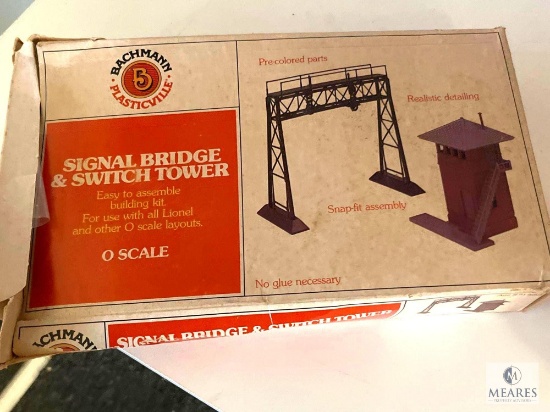 BACHMANN
PLASTICVILLE
SIGNAL BRIDGE
& SWITCH TOWER
Easy to assemble
building kit.
For use with all Lionel
and other O scale layouts.
O SCALE
Pre-colored parts
Realistic detailing
Snap-fit assembly
No glue necessary
CHMANN
SIGNAL BRIDGE & SWITCH TOWER
M
MEARES